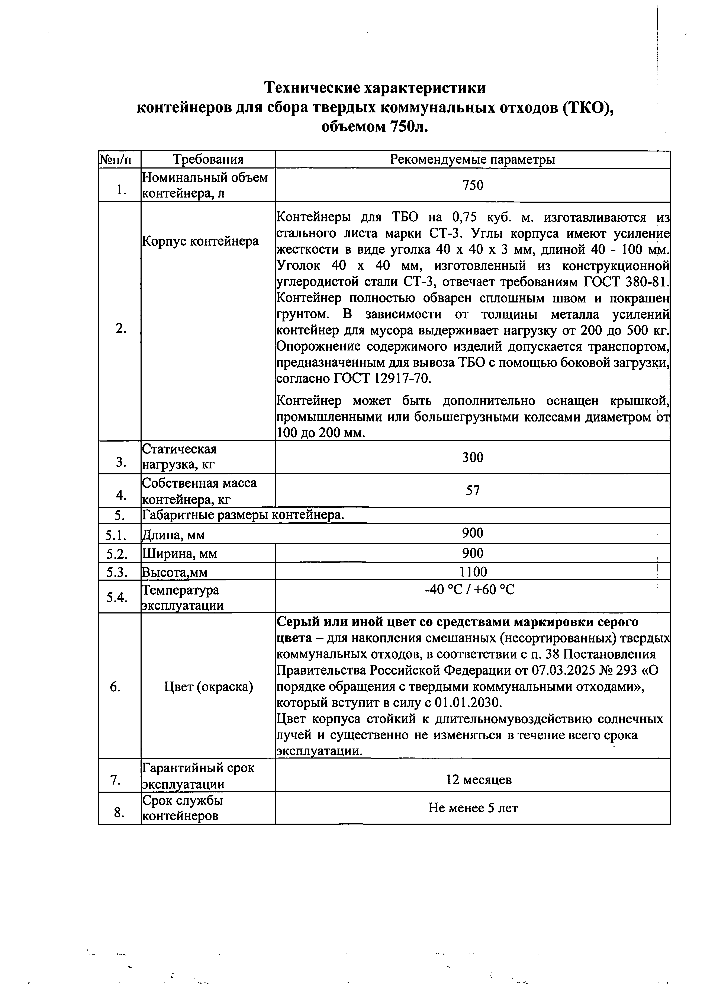 Технические характеристики
контейнеров для сбора твердых коммунальных отходов (ТКО),
объемом 750л.
№п/п Требования Рекомендуемые параметры
1. Номинальный объем
контейнера, л
750
2. Корпус контейнера
Контейнеры для ТБО на 0,75 куб. м. изготавливаются из
стального листа марки СТ-3. Углы корпуса имеют усиление
жесткости в виде уголка 40 х 40 х 3 мм, длиной 40 - 100 мм.
Уголок 40 х 40 мм, изготовленный из конструкционной
углеродистой стали СТ-3, отвечает требованиям ГОСТ 380-81.
Контейнер полностью обварен сплошным швом и покрашен
грунтом. В зависимости от толщины металла усилений
контейнер для мусора выдерживает нагрузку от 200 до 500 кг.
Опорожнение содержимого изделий допускается транспортом,
предназначенным для вывоза ТБО с помощью боковой загрузки,
согласно ГОСТ 12917-70.
Контейнер может быть дополнительно оснащен крышкой,
промышленными или большегрузными колесами диаметром от
100 до 200 мм.
3. Статическая
нагрузка, кг
300
4. Собственная масса
контейнера, кг
57
5. Габаритные размеры контейнера.
5.1. Длина, мм 900
5.2. Ширина, мм 900
5.3. Высота,мм 1100
5.4. Температура
эксплуатации
-40 °С / +60 °С
6. Цвет (окраска)
Серый или иной цвет со средствами маркировки серого
цвета – для накопления смешанных (несортированных) твердых
коммунальных отходов, в соответствии с п. 38 Постановления
Правительства Российской Федерации от 07.03.2025 № 293 «О
порядке обращения с твердыми коммунальными отходами»,
который вступит в силу с 01.01.2030.
Цвет корпуса стойкий к длительномувоздействию солнечных
лучей и существенно не изменяться в течение всего срока
эксплуатации.
7. Гарантийный срок
эксплуатации
12 месяцев
8. Срок службы
контейнеров
Не менее 5 лет